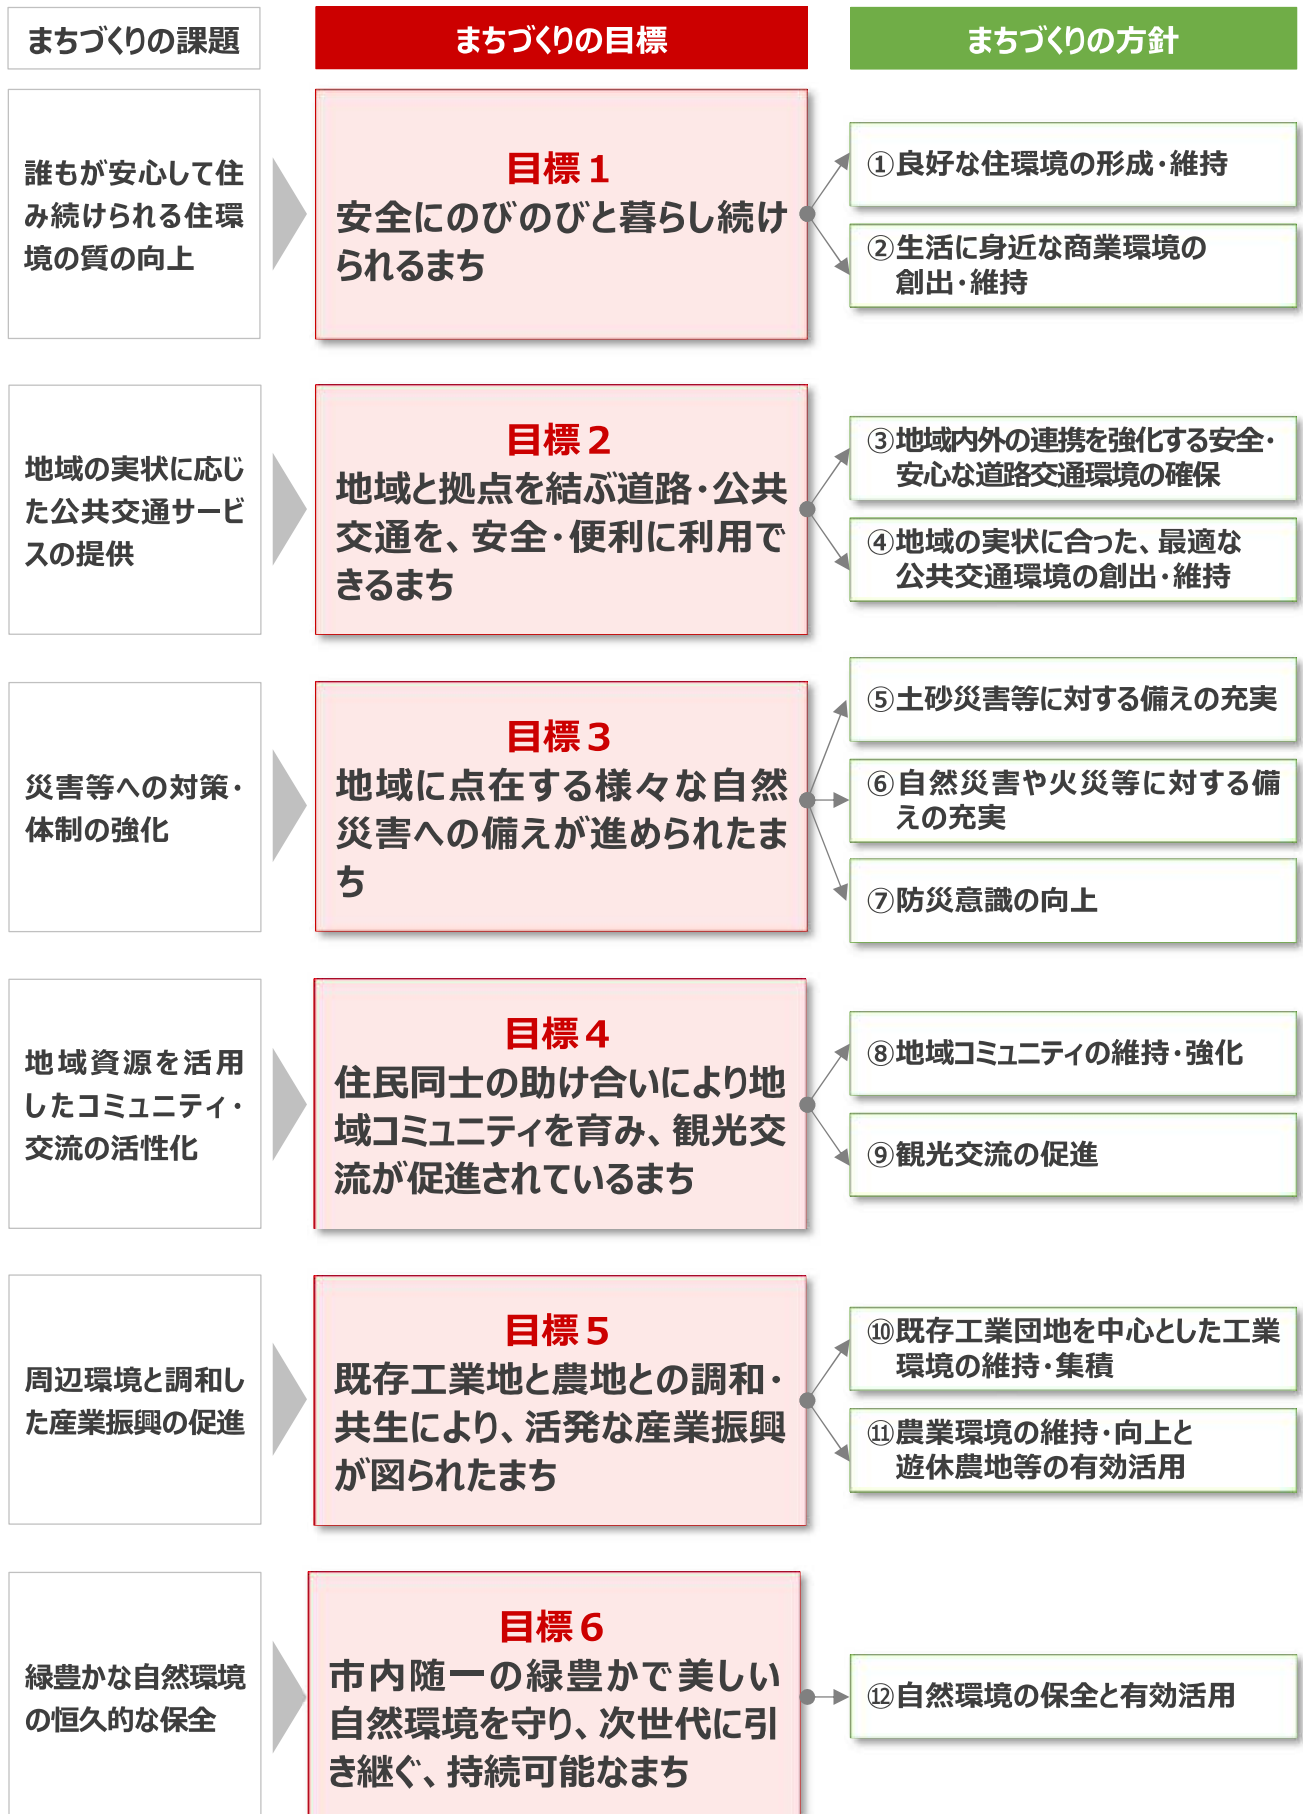 まちづくりの課題
まちづくりの目標
まちづくりの方針
誰もが安心して住
み続けられる住環
境の質の向上
目標1
安全にのびのびと暮らし続け
られるまち
①良好な住環境の形成・維持
②生活に身近な商業環境の
創出・維持
地域の実状に応じ
た公共交通サービ
スの提供
目標2
地域と拠点を結ぶ道路・公共
交通を、安全・便利に利用で
きるまち
③地域内外の連携を強化する安全・
安心な道路交通環境の確保
④地域の実状に合った、最適な
公共交通環境の創出・維持
災害等への対策・
体制の強化
目標3
地域に点在する様々な自然
災害への備えが進められたま
ち
⑤土砂災害等に対する備えの充実
⑥自然災害や火災等に対する備
えの充実
⑦防災意識の向上
地域資源を活用
したコミュニティ・
交流の活性化
目標4
住民同士の助け合いにより地
域コミュニティを育み、観光交
流が促進されているまち
⑧地域コミュニティの維持・強化
⑨観光交流の促進
周辺環境と調和し
た産業振興の促進
目標5
既存工業地と農地との調和・
共生により、活発な産業振興
が図られたまち
⑩既存工業団地を中心とした工業
環境の維持・集積
⑪農業環境の維持・向上と
遊休農地等の有効活用
緑豊かな自然環境
の恒久的な保全
目標6
市内随一の緑豊かで美しい
自然環境を守り、次世代に引
き継ぐ、持続可能なまち
⑫自然環境の保全と有効活用